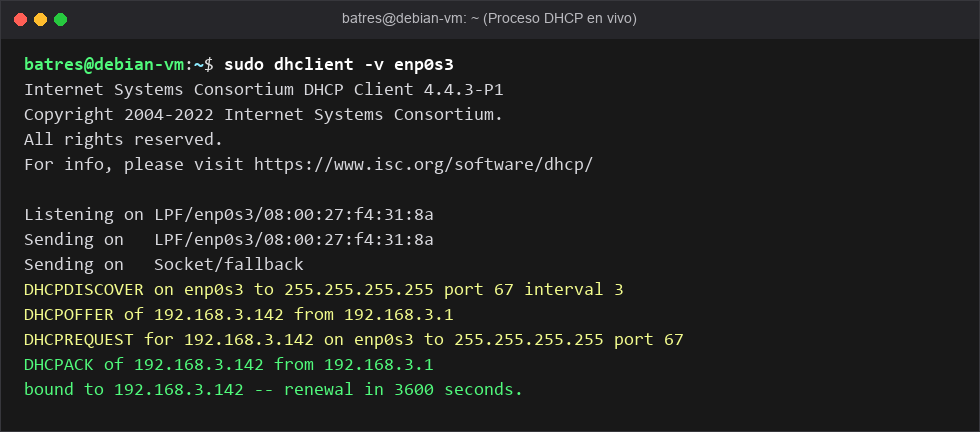 batres@debian-vm: ~ (Proceso DHCP en vivo)
batres@debian-vm:~$ sudo dhclient -v enp0s3
Internet Systems Consortium DHCP Client 4.4.3-P1
Copyright 2004-2022 Internet Systems Consortium.
All rights reserved.
For info, please visit https://www.isc.org/software/dhcp/
Listening on LPF/enp0s3/08:00:27:f4:31:8a
Sending on   LPF/enp0s3/08:00:27:f4:31:8a
Sending on   Socket/fallback
DHCPDISCOVER on enp0s3 to 255.255.255.255 port 67 interval 3
DHCPOFFER of 192.168.3.142 from 192.168.3.1
DHCPREQUEST for 192.168.3.142 on enp0s3 to 255.255.255.255 port 67
DHCPACK of 192.168.3.142 from 192.168.3.1
bound to 192.168.3.142 -- renewal in 3600 seconds.